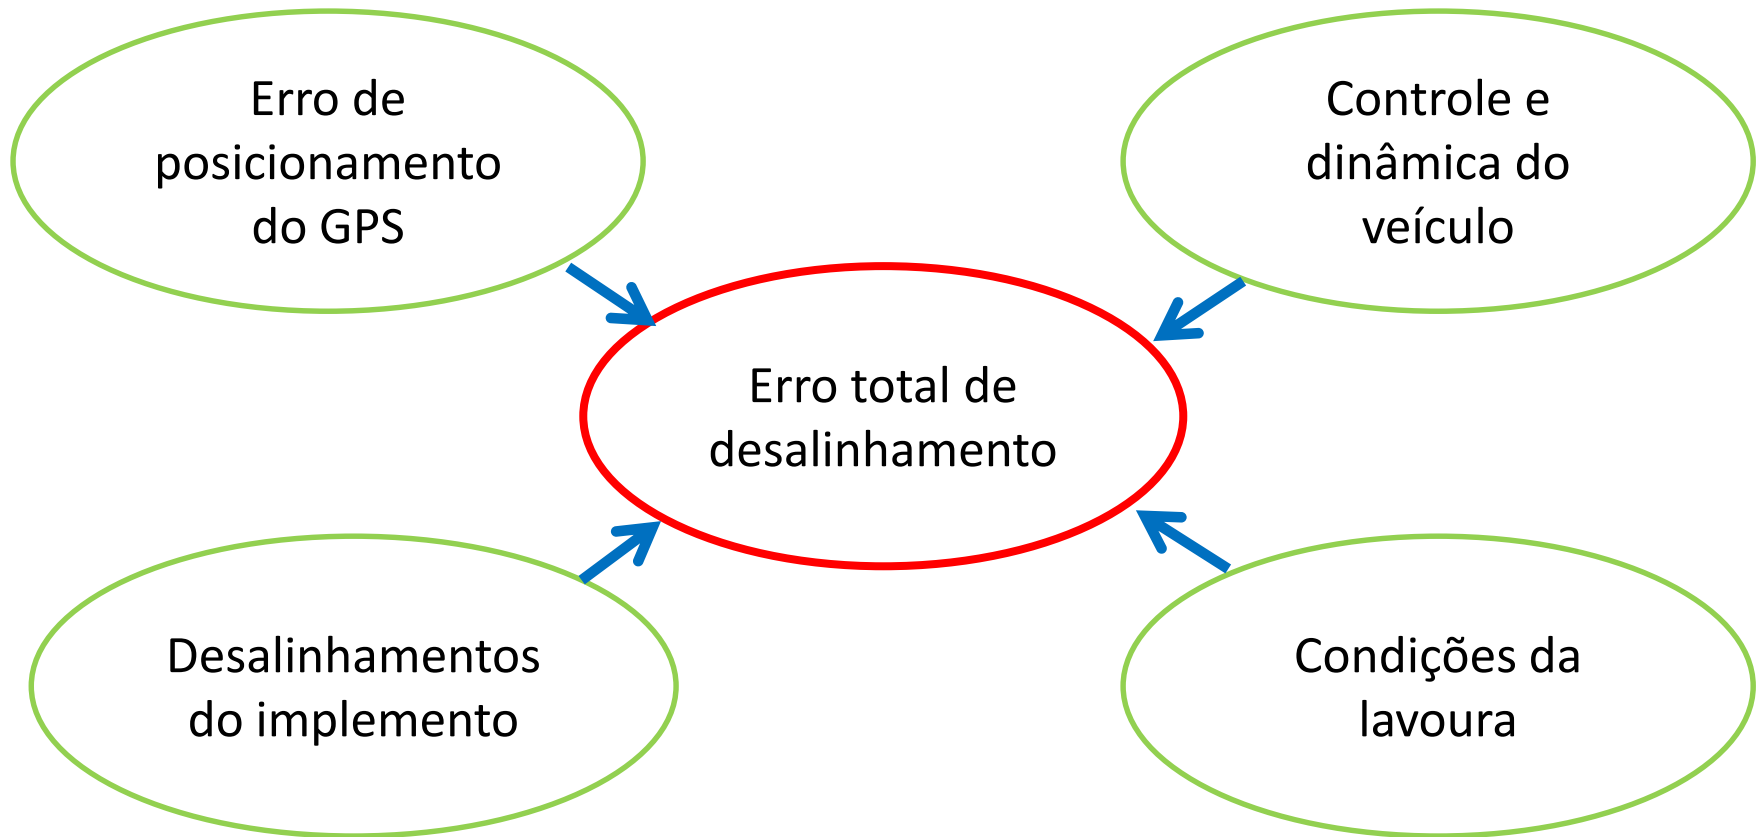 Erro de
posicionamento
do GPS
Controle e
dinâmica do
veículo
Erro total de
desalinhamento
Desalinhamentos
do implemento
Condições da
lavoura